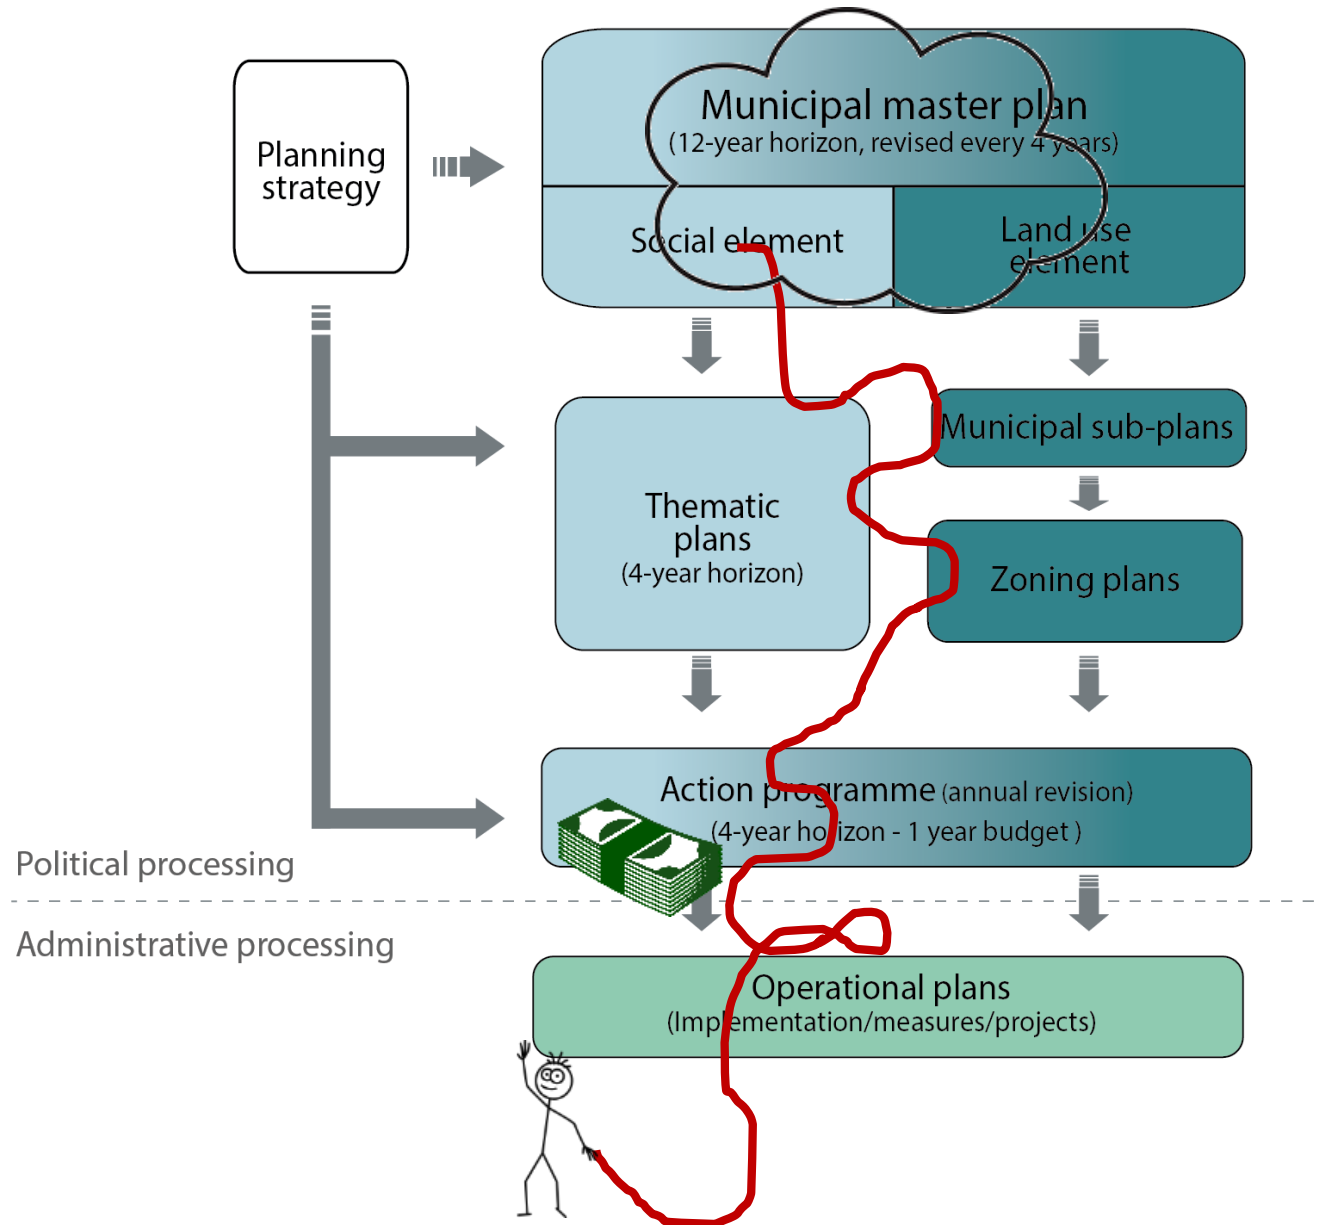 Planning
strategy
Municipal master plan
(12-year horizon, revised every 4 years)
Social element
Land use
element
Municipal sub-plans
Thematic
plans
(4-year horizon)
Zoning plans
Action programme (annual revision)
(4-year horizon - 1 year budget )
Political processing
Administrative processing
Operational plans
(Implementation/measures/projects)